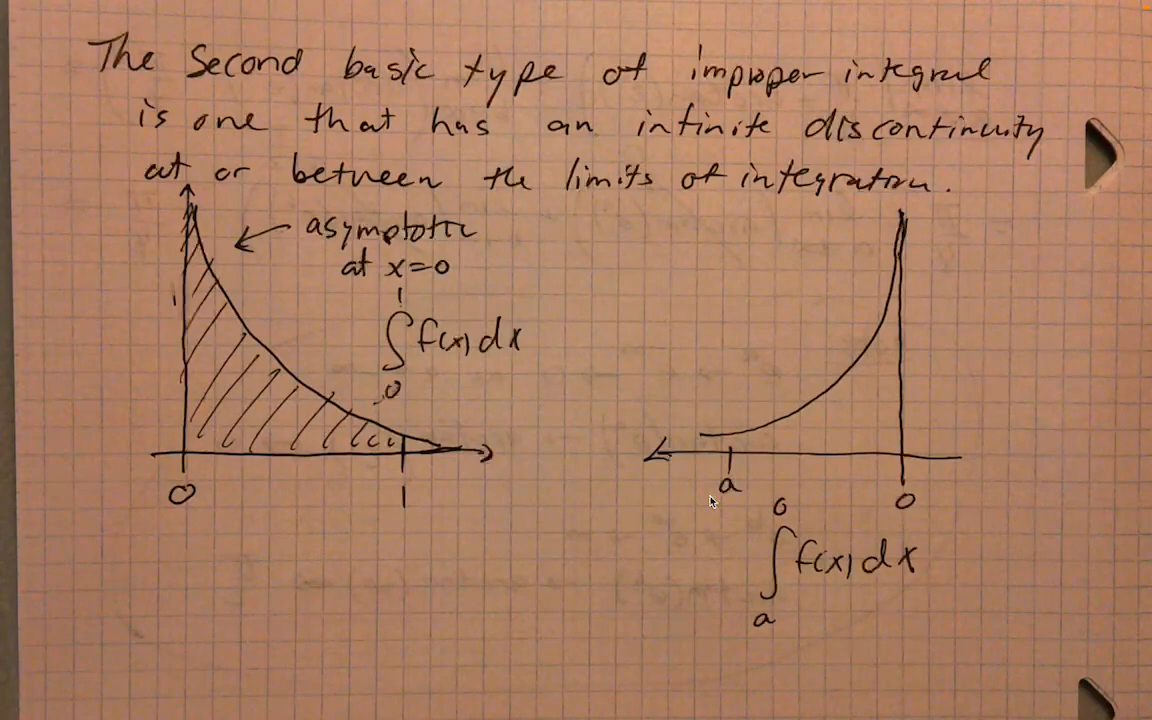 The Second basic type of improper integral
is one that has an infinite discontinuity
at or between the limits of integration.
asymptotic
at x=0
1
∫ f(x) dx
0
0 1
a 0
0
∫ f(x) dx
a